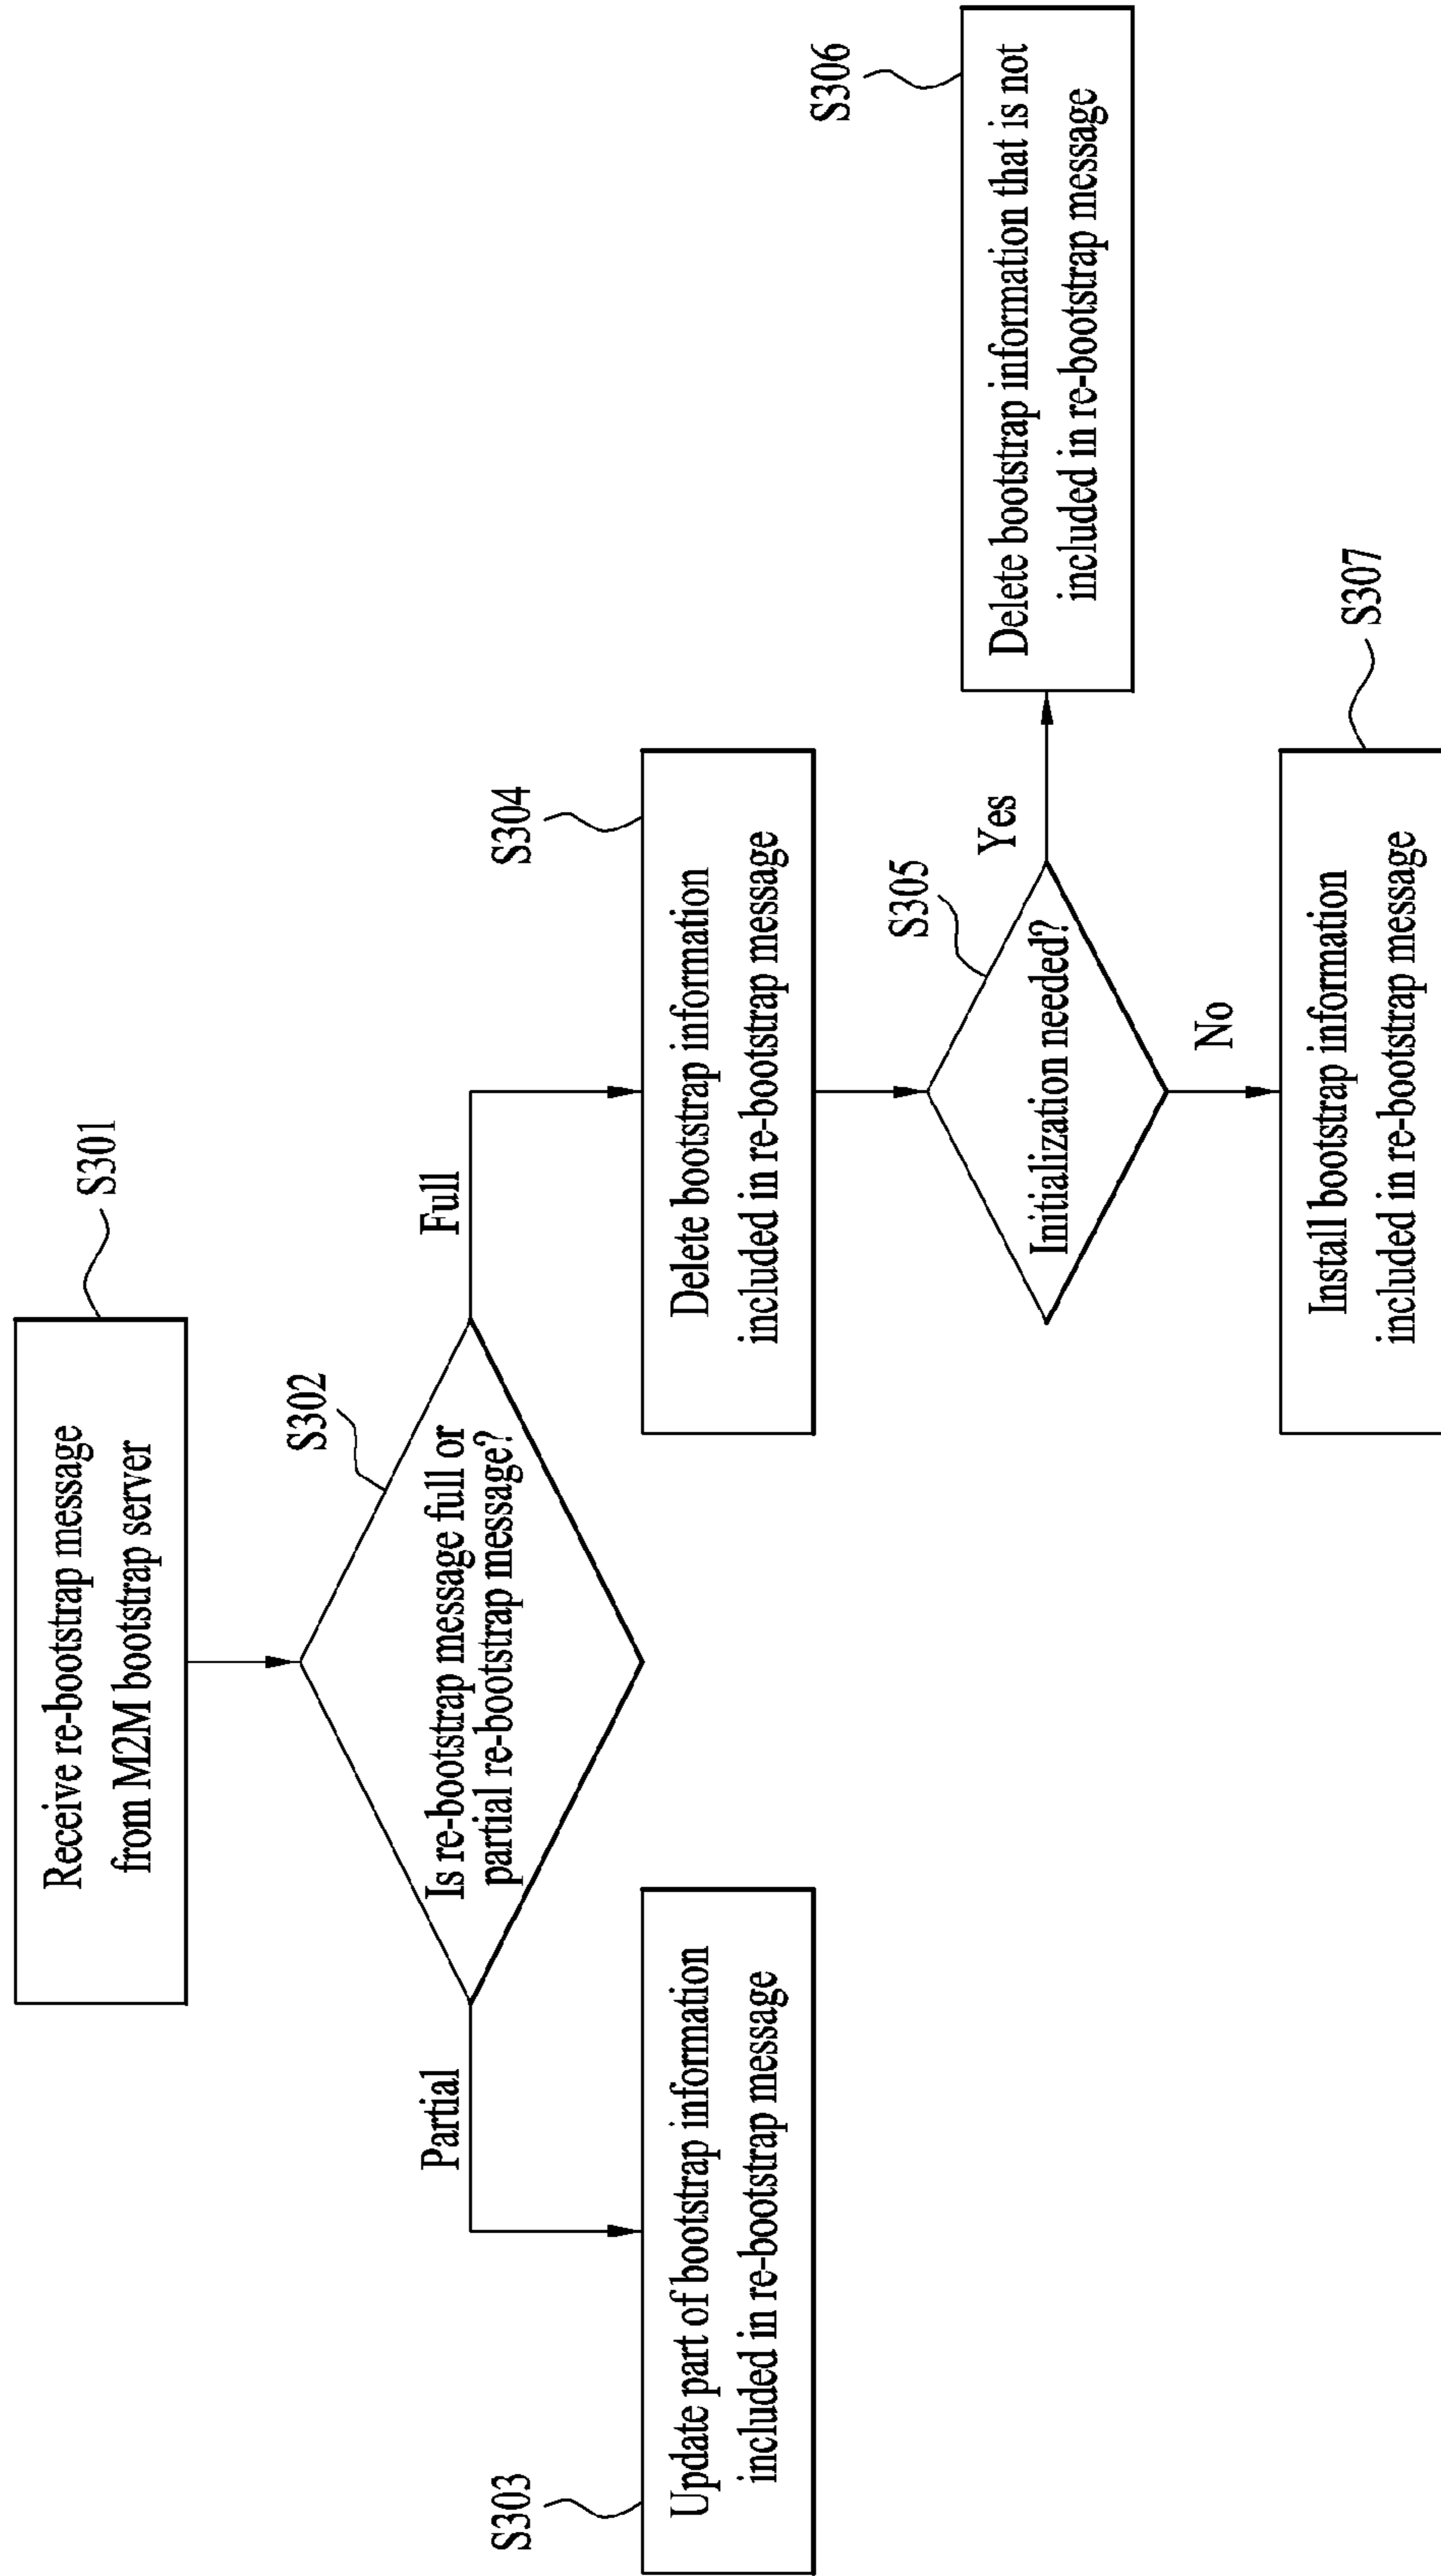 Receive re-bootstrap message
from M2M bootstrap server
S301
Is re-bootstrap message full or
partial re-bootstrap message?
S302
Partial
Full
S303
Update part of bootstrap information
included in re-bootstrap message
Delete bootstrap information
included in re-bootstrap message
S304
Initialization needed?
S305
Yes
No
Delete bootstrap information that is not
included in re-bootstrap message
S306
Install bootstrap information
included in re-bootstrap message
S307